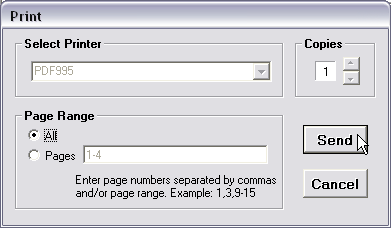 Print
Select Printer
PDF995
Copies
1
Page Range
All
Pages 1-4
Enter page numbers separated by commas
and/or page range. Example: 1,3,9-15
Send
Cancel